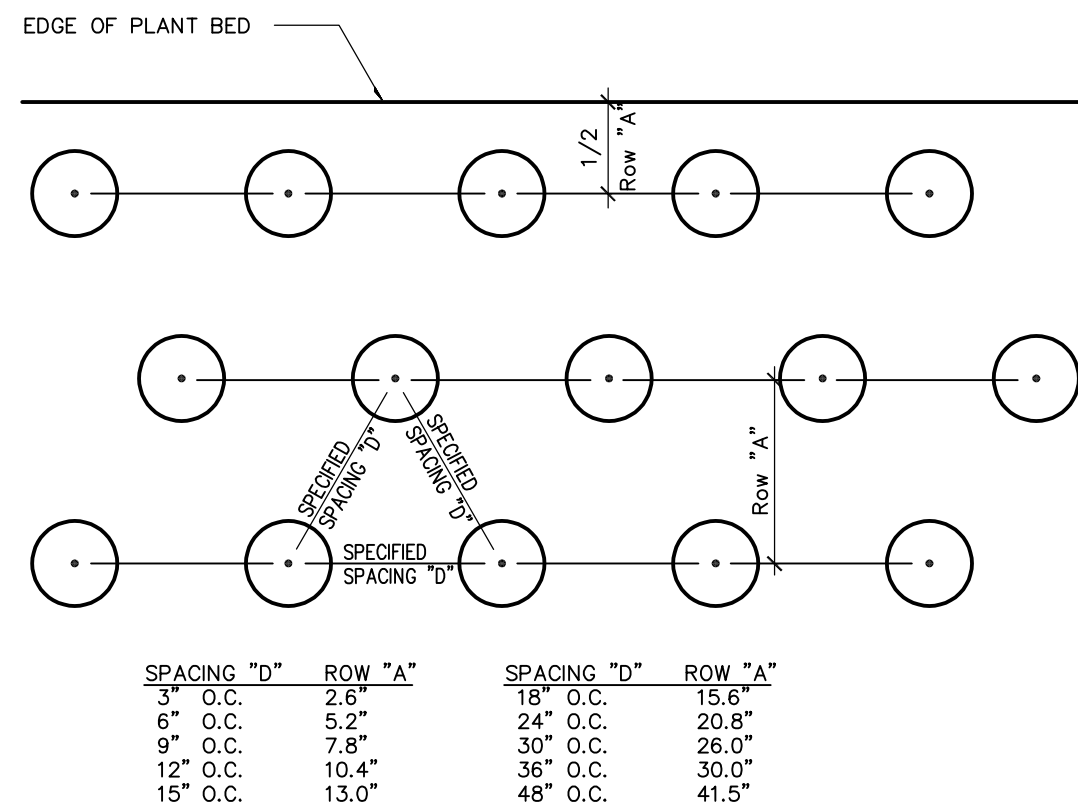 EDGE OF PLANT BED
1/2
Row "A"
SPECIFIED
SPACING "D"
SPECIFIED
SPACING "D"
SPECIFIED
SPACING "D"
Row "A"
SPACING "D" ROW "A" SPACING "D" ROW "A"
3" O.C. 2.6" 18" O.C. 15.6"
6" O.C. 5.2" 24" O.C. 20.8"
9" O.C. 7.8" 30" O.C. 26.0"
12" O.C. 10.4" 36" O.C. 30.0"
15" O.C. 13.0" 48" O.C. 41.5"